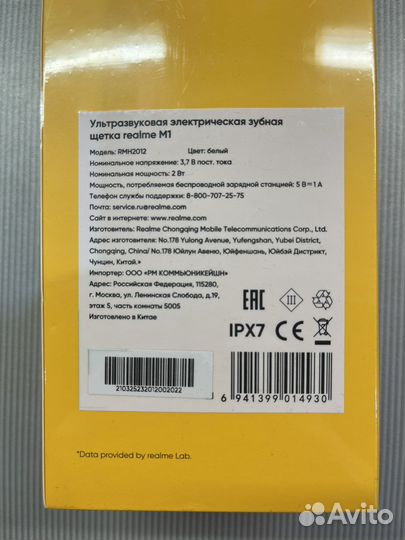 Ультразвуковая электрическая зубная
щетка realme M1
Модель: RMH2012 Цвет: белый
Номинальное напряжение: 3,7 В пост. тока
Номинальная мощность: 2 Вт
Мощность, потребляемая беспроводной зарядной станцией: 5 В⎓1 А
Телефон службы поддержки: 8-800-707-25-75
Почта: service.ru@realme.com
Сайт в интернете: www.realme.com
Изготовитель: Realme Chongqing Mobile Telecommunications Corp., Ltd.
Адрес изготовителя: No.178 Yulong Avenue, Yufengshan, Yubei District,
Chongqing, China/ No.178 Юйлун Авеню, Юйфеншань, Юйбэй Дистрикт,
Чунцин, Китай.+
Импортер: ООО «РМ КОММЬЮНИКЕЙШН»
Адрес: Российская Федерация, 115280,
г. Москва, ул. Ленинская Слобода, д.19,
этаж 5, часть комнаты 5005
Изготовлено в Китае
EAC III
IPX7 CE
2103252320120020​22
6 941399 014930
*Data provided by realme Lab.
Avito